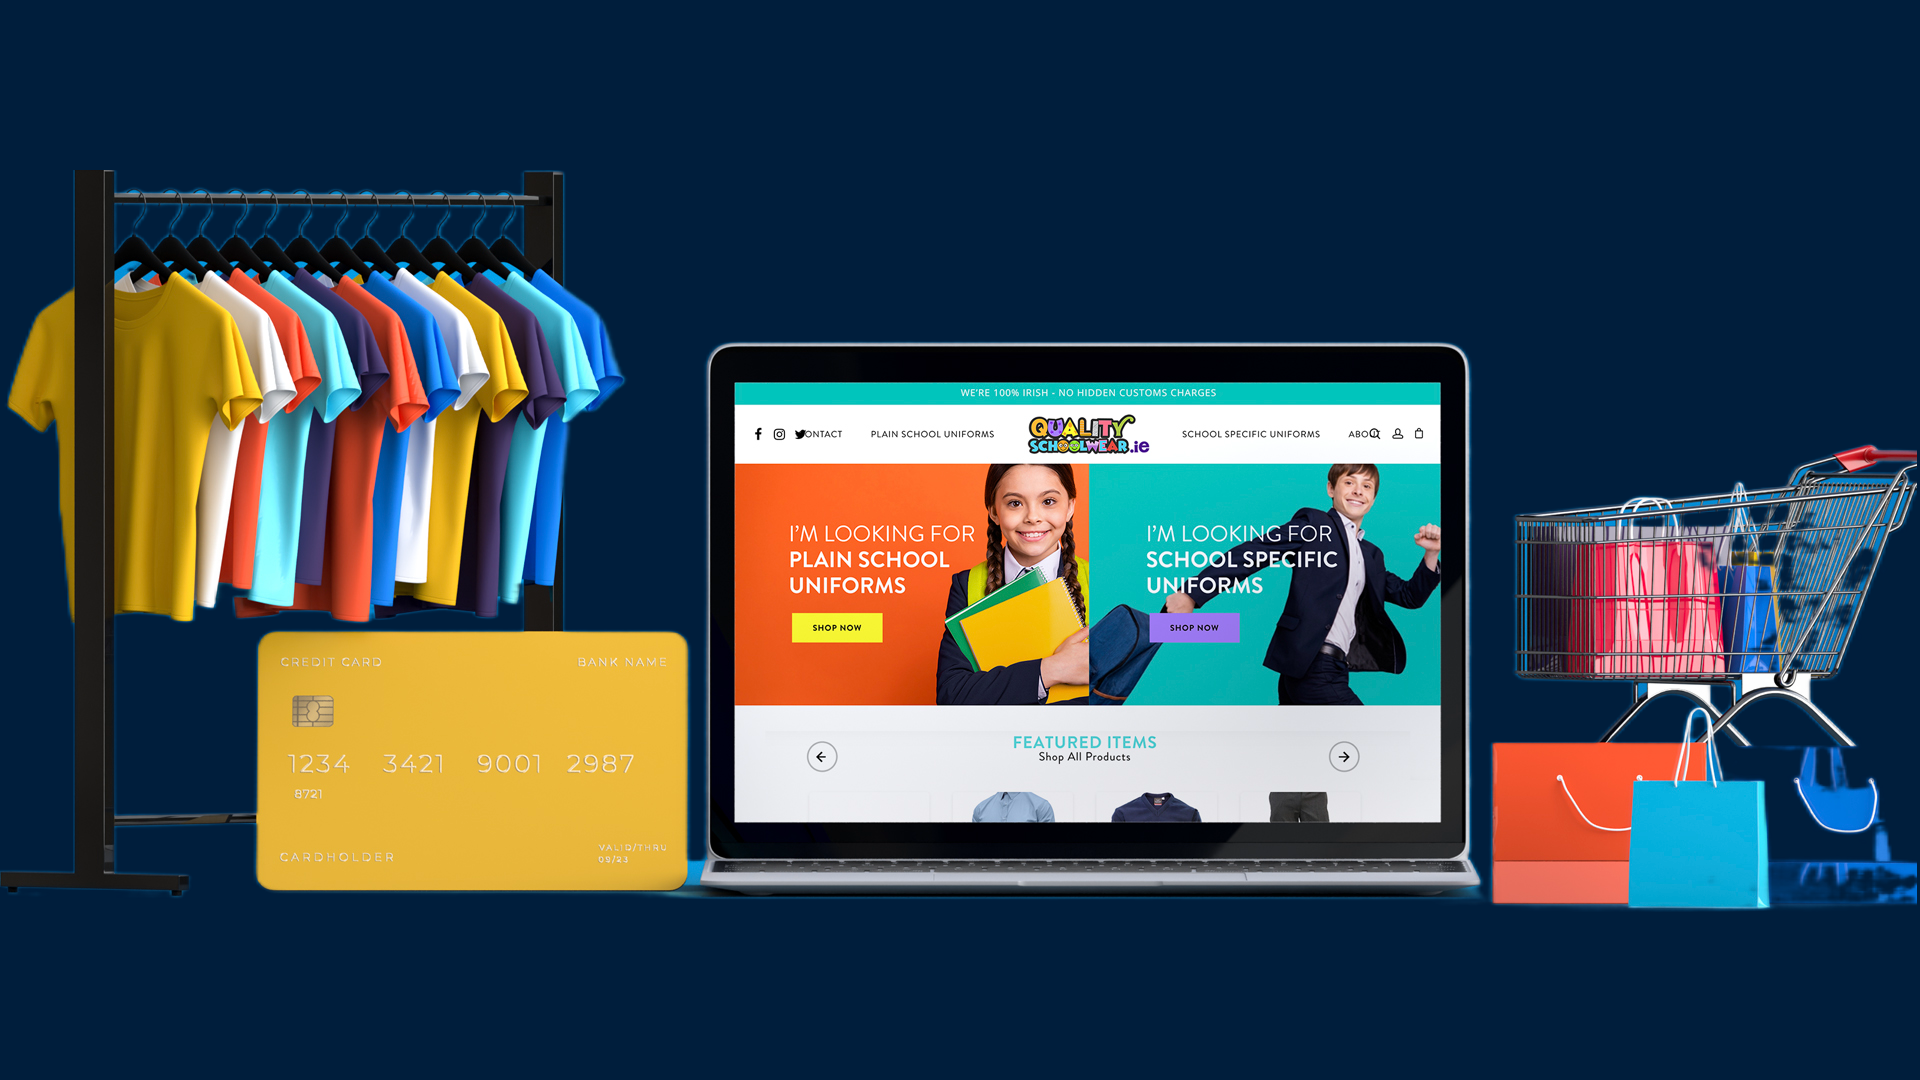 WE'RE 100% IRISH - NO HIDDEN CUSTOMS CHARGES
PLAIN SCHOOL UNIFORMS
QUALITY
SCHOOLWEAR.ie
SCHOOL SPECIFIC UNIFORMS
I'M LOOKING FOR
PLAIN SCHOOL
UNIFORMS
SHOP NOW
I'M LOOKING FOR
SCHOOL SPECIFIC
UNIFORMS
SHOP NOW
FEATURED ITEMS
Shop All Products
CREDIT CARD
BANK NAME
1234 3421 9001 2987
8721
CARDHOLDER
VALID/THRU
09/23